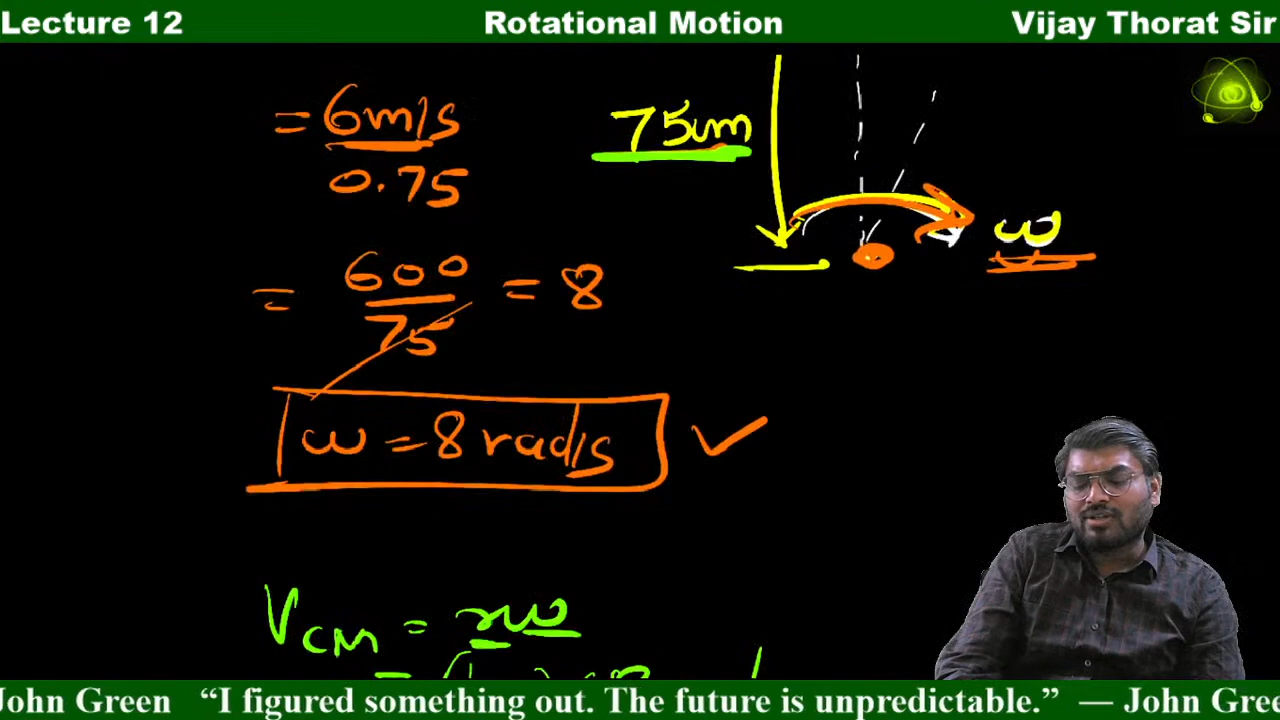 Lecture 12 Rotational Motion Vijay Thorat Sir
= 6m/s
0.75
75cm
ω
= 600 = 8
75
ω = 8 rad/s ✓
VCM = rω
John Green “I figured something out. The future is unpredictable.” — John Gree